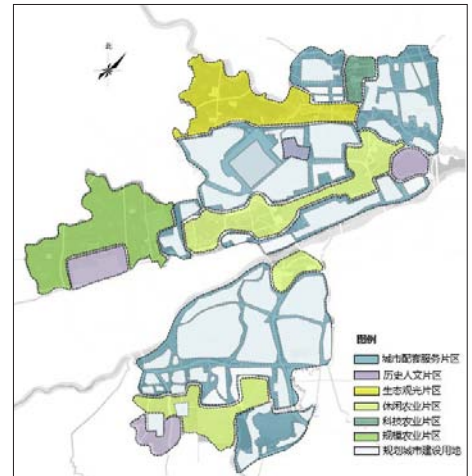 北
图例
城市配套服务片区
历史人文片区
生态观光片区
休闲农业片区
科技农业片区
规模农业片区
规划城市建设用地